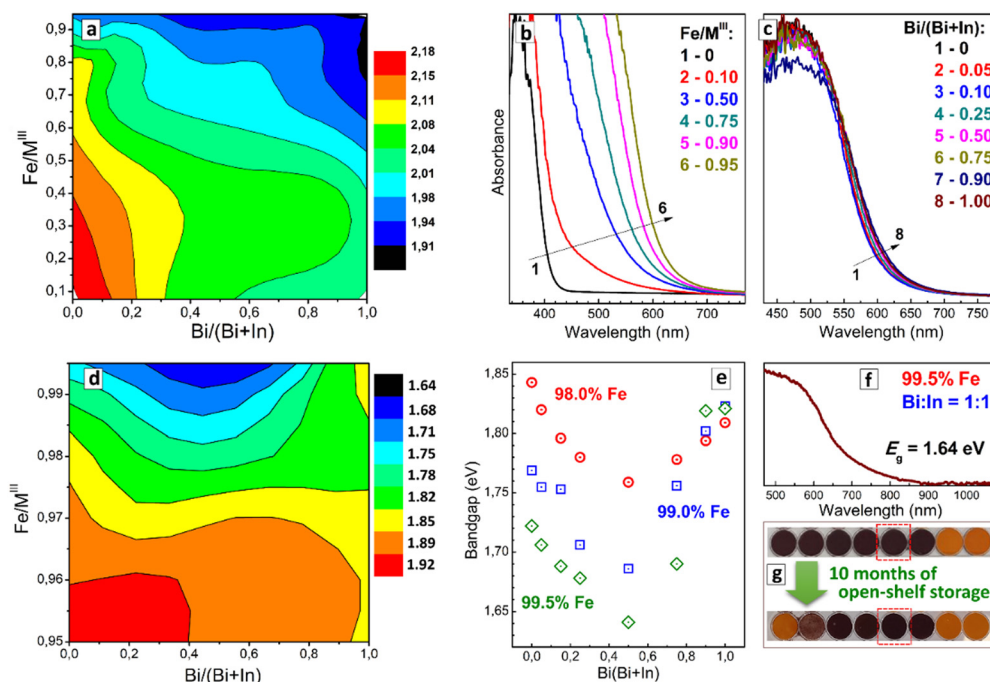 a
0,9
0,8
0,7
0,6
0,5
0,4
0,3
0,2
0,1
Fe/M^III
0,0 0,2 0,4 0,6 0,8 1,0
Bi/(Bi+In)
2,18
2,15
2,11
2,08
2,05
2,01
1,98
1,94
1,91
b
Fe/M^III:
1 - 0
2 - 0.10
3 - 0.50
4 - 0.75
5 - 0.90
6 - 0.95
6
1
Absorbance
400 500 600 700
Wavelength (nm)
c
Bi/(Bi+In):
1 - 0
2 - 0.05
3 - 0.10
4 - 0.25
5 - 0.50
6 - 0.75
7 - 0.90
8 - 1.00
8
1
450 500 550 600 650 700 750
Wavelength (nm)
d
0,99
0,98
0,97
0,96
0,95
Fe/M^III
0,0 0,2 0,4 0,6 0,8 1,0
Bi/(Bi+In)
1.64
1.68
1.71
1.75
1.78
1.82
1.85
1.89
1.92
e
1,85
1,80
1,75
1,70
1,65
Bandgap (eV)
98.0% Fe
99.0% Fe
99.5% Fe
0,0 0,2 0,4 0,6 0,8 1,0
Bi(Bi+In)
f
99.5% Fe
Bi:In = 1:1
Eg = 1.64 eV
500 600 700 800 900 1000
Wavelength (nm)
g
10 months of
open-shelf storage